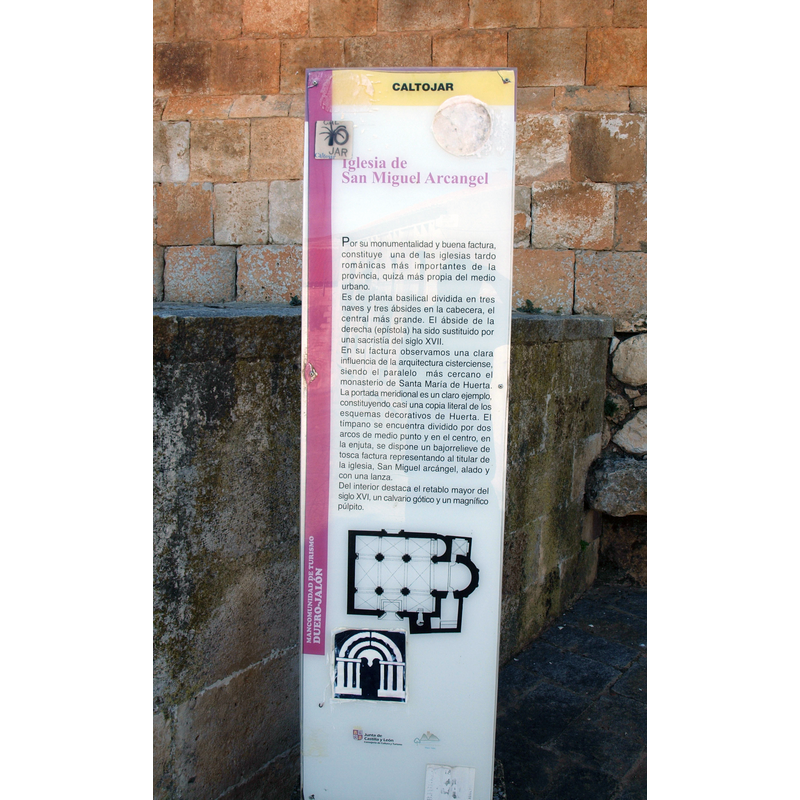 CALTOJAR
JAR
Iglesia de
San Miguel Arcangel
Por su monumentalidad y buena factura,
constituye una de las iglesias tardo
románicas más importantes de la
provincia, quizá más propia del medio
urbano.
Es de planta basilical dividida en tres
naves y tres ábsides en la cabecera, el
central más grande. El ábside de la
derecha (epístola) ha sido sustituido por
una sacristía del siglo XVII.
En su factura observamos una clara
influencia de la arquitectura cisterciense,
siendo el paralelo más cercano el
monasterio de Santa María de Huerta.
La portada meridional es un claro ejemplo,
constituyendo casi una copia literal de los
esquemas decorativos de Huerta. El
tímpano se encuentra dividido por dos
arcos de medio punto y en el centro, en
la enjuta, se dispone un bajorrelieve de
tosca factura representando al titular de
la iglesia, San Miguel arcángel, alado y
con una lanza.
Del interior destaca el retablo mayor del
siglo XVI, un calvario gótico y un magnífico
púlpito.
MANCOMUNIDAD DE TURISMO
DUERO-JALÓN
Junta de
Castilla y León